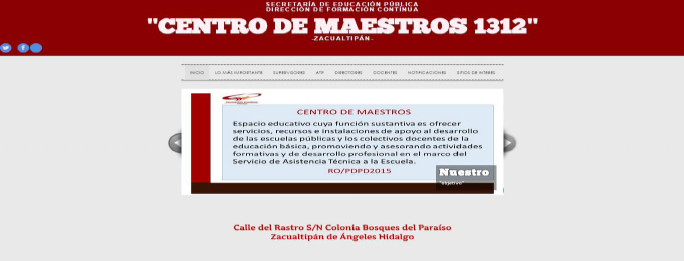 SECRETARÍA DE EDUCACIÓN PÚBLICA
DIRECCIÓN DE FORMACIÓN CONTÍNUA
"CENTRO DE MAESTROS 1312"
-ZACUALTIPÁN-
INICIO LO MÁS IMPORTANTE SUPERVISORES ATP DIRECTORES DOCENTES NOTIFICACIONES SITIOS DE INTERES
CENTRO DE MAESTROS
Espacio educativo cuya función sustantiva es ofrecer
servicios, recursos e instalaciones de apoyo al desarrollo
de las escuelas públicas y los colectivos docentes de la
educación básica, promoviendo y asesorando actividades
formativas y de desarrollo profesional en el marco del
Servicio de Asistencia Técnica a la Escuela.
RO/PDPD2015
Nuestro
"objetivo"
Calle del Rastro S/N Colonia Bosques del Paraíso
Zacualtipán de Ángeles Hidalgo